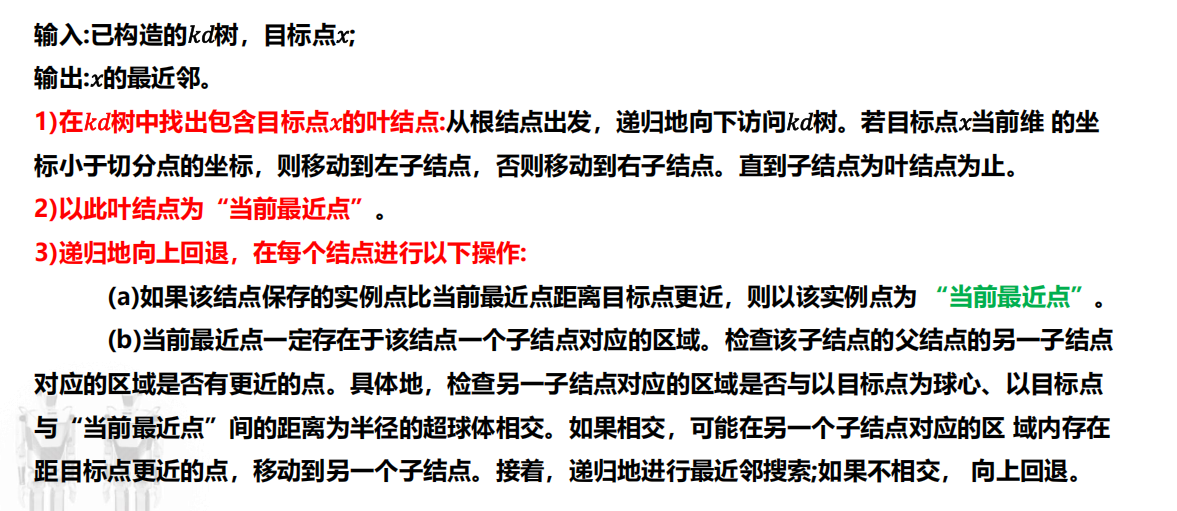 输入:已构造的kd树，目标点x;
输出:x的最近邻。
1)在kd树中找出包含目标点x的叶结点:从根结点出发，递归地向下访问kd树。若目标点x当前维 的坐
标小于切分点的坐标，则移动到左子结点，否则移动到右子结点。直到子结点为叶结点为止。
2)以此叶结点为“当前最近点”。
3)递归地向上回退，在每个结点进行以下操作:
(a)如果该结点保存的实例点比当前最近点距离目标点更近，则以该实例点为 “当前最近点”。
(b)当前最近点一定存在于该结点一个子结点对应的区域。检查该子结点的父结点的另一子结点
对应的区域是否有更近的点。具体地，检查另一子结点对应的区域是否与以目标点为球心、以目标点
与“当前最近点”间的距离为半径的超球体相交。如果相交，可能在另一个子结点对应的区 域内存在
距目标点更近的点，移动到另一个子结点。接着，递归地进行最近邻搜索;如果不相交， 向上回退。